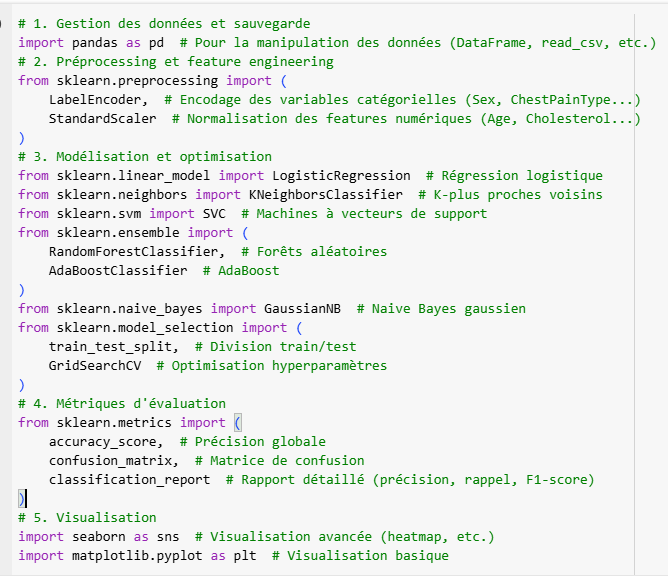 # 1. Gestion des données et sauvegarde
import pandas as pd  # Pour la manipulation des données (DataFrame, read_csv, etc.)
# 2. Préprocessing et feature engineering
from sklearn.preprocessing import (
    LabelEncoder,  # Encodage des variables catégorielles (Sex, ChestPainType...)
    StandardScaler  # Normalisation des features numériques (Age, Cholesterol...)
)
# 3. Modélisation et optimisation
from sklearn.linear_model import LogisticRegression  # Régression logistique
from sklearn.neighbors import KNeighborsClassifier  # K-plus proches voisins
from sklearn.svm import SVC  # Machines à vecteurs de support
from sklearn.ensemble import (
    RandomForestClassifier,  # Forêts aléatoires
    AdaBoostClassifier  # AdaBoost
)
from sklearn.naive_bayes import GaussianNB  # Naive Bayes gaussien
from sklearn.model_selection import (
    train_test_split,  # Division train/test
    GridSearchCV  # Optimisation hyperparamètres
)
# 4. Métriques d'évaluation
from sklearn.metrics import (
    accuracy_score,  # Précision globale
    confusion_matrix,  # Matrice de confusion
    classification_report  # Rapport détaillé (précision, rappel, F1-score)
)
# 5. Visualisation
import seaborn as sns  # Visualisation avancée (heatmap, etc.)
import matplotlib.pyplot as plt  # Visualisation basique